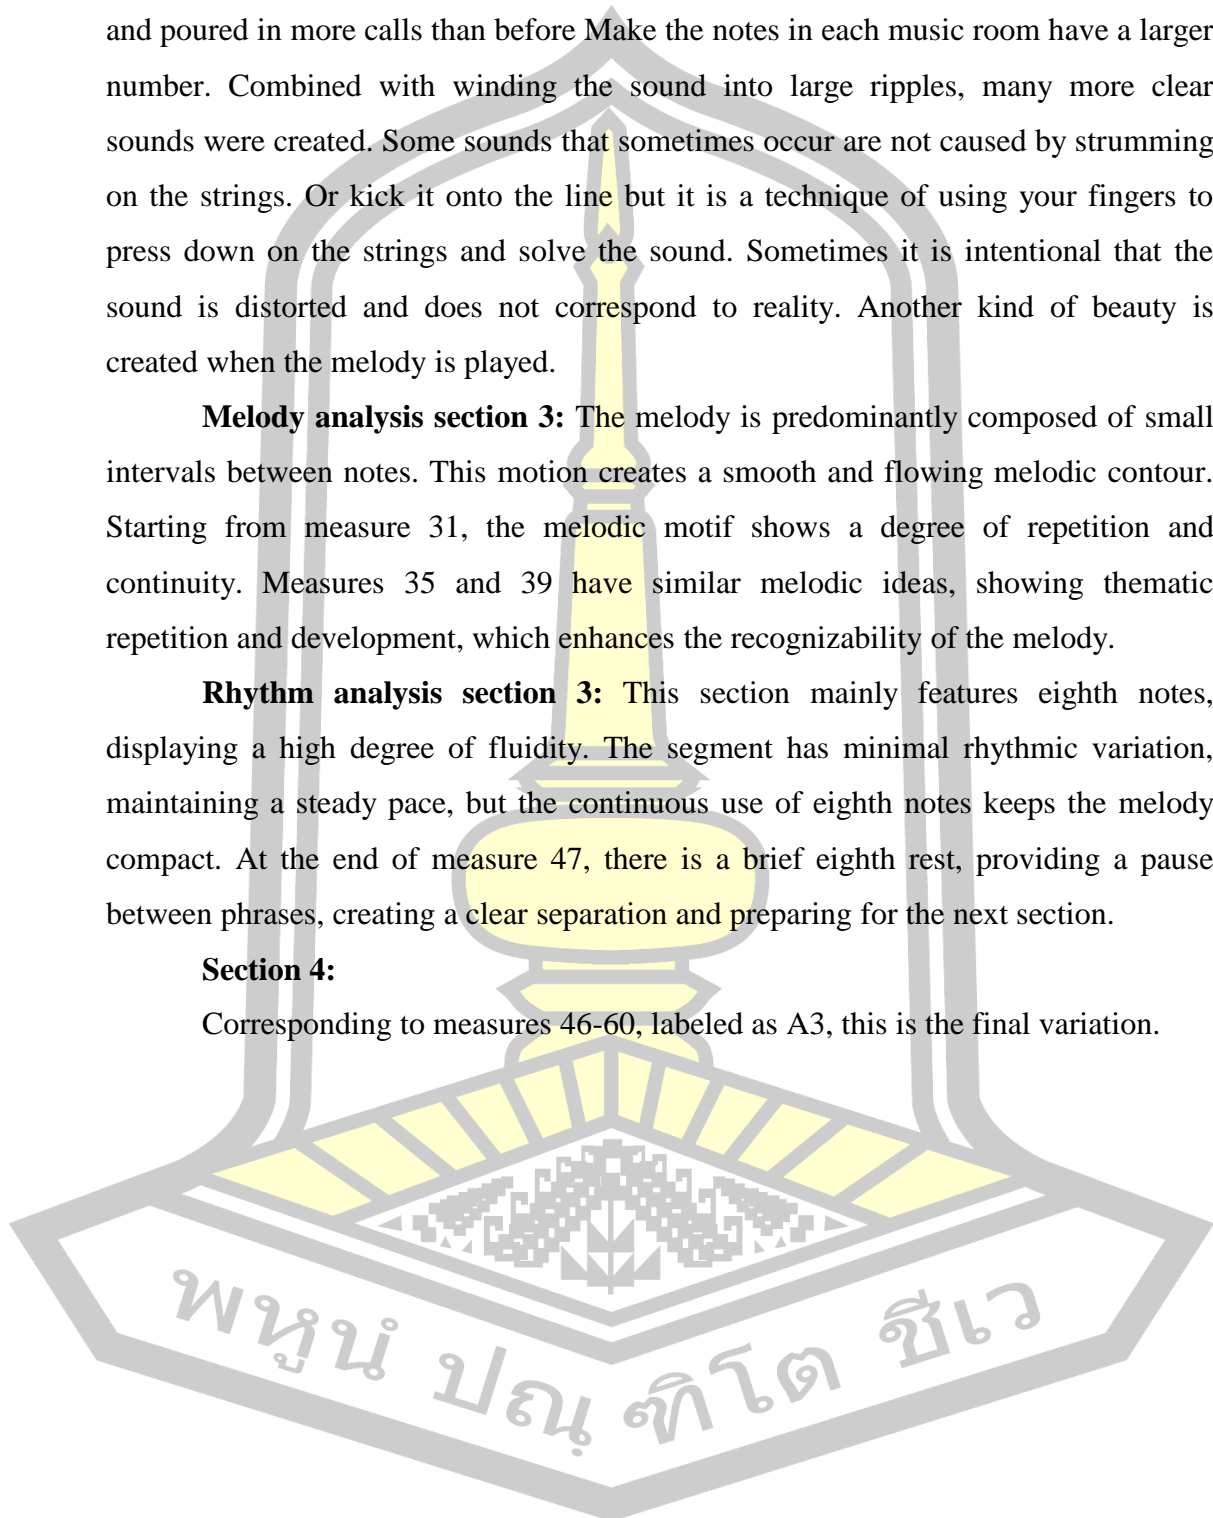 and poured in more calls than before Make the notes in each music room have a larger
number. Combined with winding the sound into large ripples, many more clear
sounds were created. Some sounds that sometimes occur are not caused by strumming
on the strings. Or kick it onto the line but it is a technique of using your fingers to
press down on the strings and solve the sound. Sometimes it is intentional that the
sound is distorted and does not correspond to reality. Another kind of beauty is
created when the melody is played.
Melody analysis section 3: The melody is predominantly composed of small
intervals between notes. This motion creates a smooth and flowing melodic contour.
Starting from measure 31, the melodic motif shows a degree of repetition and
continuity. Measures 35 and 39 have similar melodic ideas, showing thematic
repetition and development, which enhances the recognizability of the melody.
Rhythm analysis section 3: This section mainly features eighth notes,
displaying a high degree of fluidity. The segment has minimal rhythmic variation,
maintaining a steady pace, but the continuous use of eighth notes keeps the melody
compact. At the end of measure 47, there is a brief eighth rest, providing a pause
between phrases, creating a clear separation and preparing for the next section.
Section 4:
Corresponding to measures 46-60, labeled as A3, this is the final variation.
พหูนํ ปณฺฑิโต ชีเว